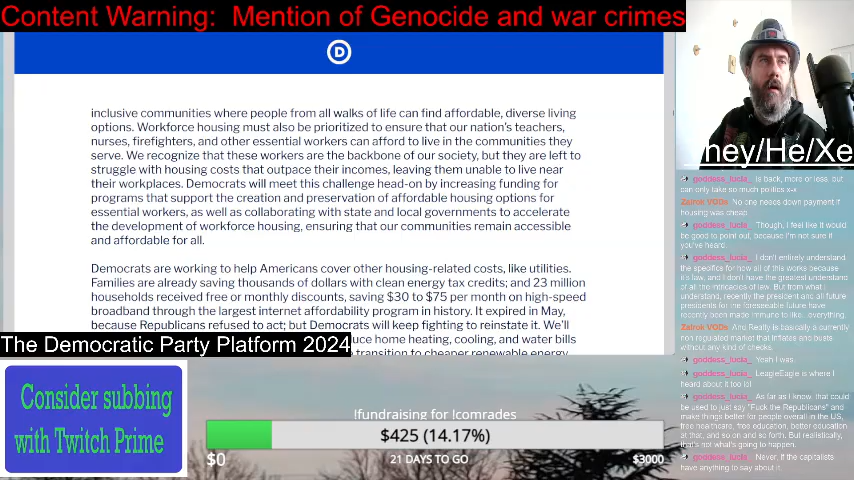 Content Warning:  Mention of Genocide and war crimes
D
inclusive communities where people from all walks of life can find affordable, diverse living
options. Workforce housing must also be prioritized to ensure that our nation's teachers,
nurses, firefighters, and other essential workers can afford to live in the communities they
serve. We recognize that these workers are the backbone of our society, but they are left to
struggle with housing costs that outpace their incomes, leaving them unable to live near
their workplaces. Democrats will meet this challenge head-on by increasing funding for
programs that support the creation and preservation of affordable housing options for
essential workers, as well as collaborating with state and local governments to accelerate
the development of workforce housing, ensuring that our communities remain accessible
and affordable for all.
Democrats are working to help Americans cover other housing-related costs, like utilities.
Families are already saving thousands of dollars with clean energy tax credits; and 23 million
households received free or monthly discounts, saving $30 to $75 per month on high-speed
broadband through the largest internet affordability program in history. It expired in May,
because Republicans refused to act; but Democrats will keep fighting to reinstate it. We'll
uce home heating, cooling, and water bills
transition to cheaper renewable energy
The Democratic Party Platform 2024
Consider subbing
with Twitch Prime
!fundraising for !comrades
$425 (14.17%)
$0
21 DAYS TO GO
$3000
hey/He/Xe
goddess_lucia_: Is back, more or less, but
can only take so much politics x-x
Zatrok VODs: No one needs down payment if
housing was cheap
goddess_lucia_: Though, I feel like it would
be good to point out, because I'm not sure if
you've heard.
goddess_lucia_: I don't entirely understand
the specifics for how all of this works because
it's law, and I don't have the greatest understand
of all the intricacies of law. But from what I
understand, recently the president and all future
presidents for the foreseeable future have
recently been made immune to like...everything.
Zatrok VODs: And Realty is basically a currently
non regulated market that inflates and busts
without any kind of checks.
goddess_lucia_: Yeah I was.
goddess_lucia_: LeagleEagle is where I
heard about it too lol
goddess_lucia_: As far as I know, that could
be used to just say "Fuck the Republicans" and
make things better for people overall in the US,
free healthcare, free education, better education
at that, and so on and so forth. But realistically,
that's not what's going to happen.
goddess_lucia_: Never, if the capitalists
have anything to say about it.